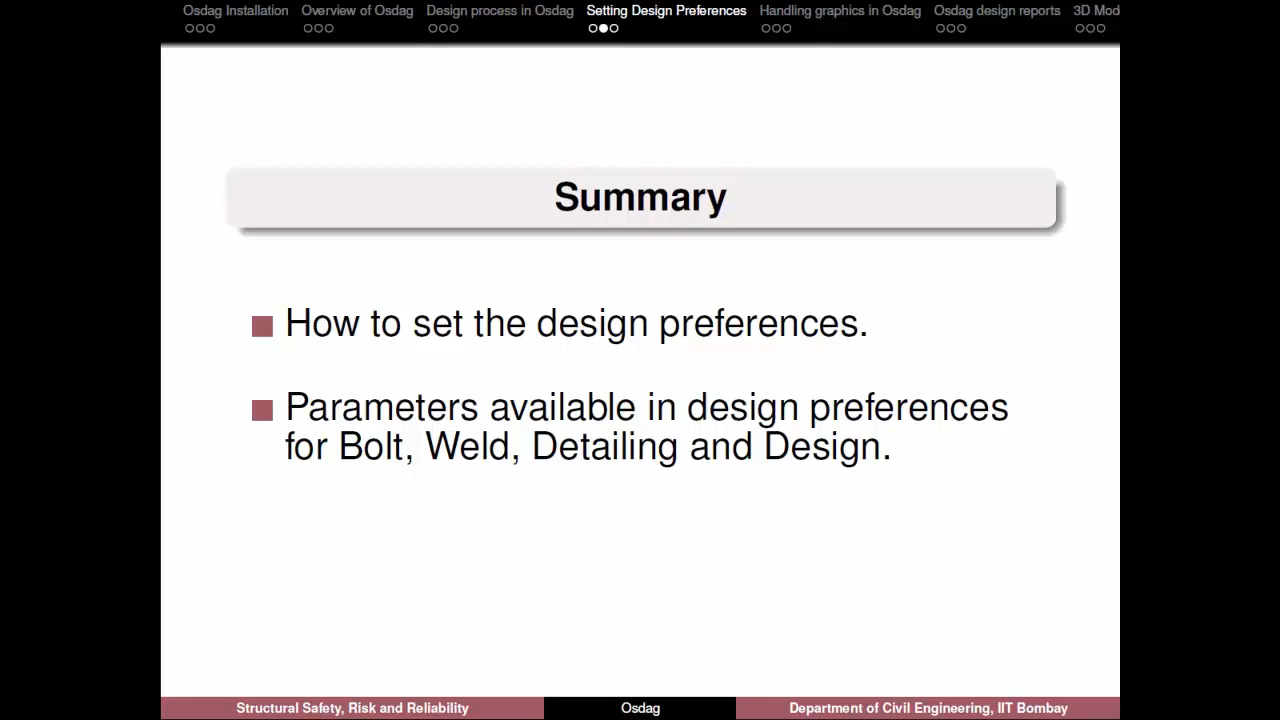 Osdag Installation Overview of Osdag Design process in Osdag Setting Design Preferences Handling graphics in Osdag Osdag design reports 3D Mod
Summary
How to set the design preferences.
Parameters available in design preferences
for Bolt, Weld, Detailing and Design.
Structural Safety, Risk and Reliability Osdag Department of Civil Engineering, IIT Bombay